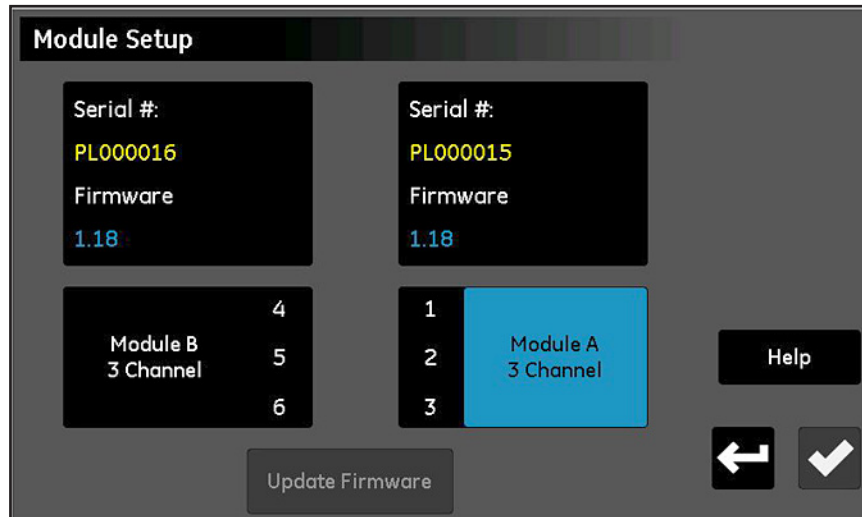 Module Setup
Serial #:
PL000016
Firmware
1.18
Serial #:
PL000015
Firmware
1.18
Module B
3 Channel
4
5
6
1
2
3
Module A
3 Channel
Help
Update Firmware